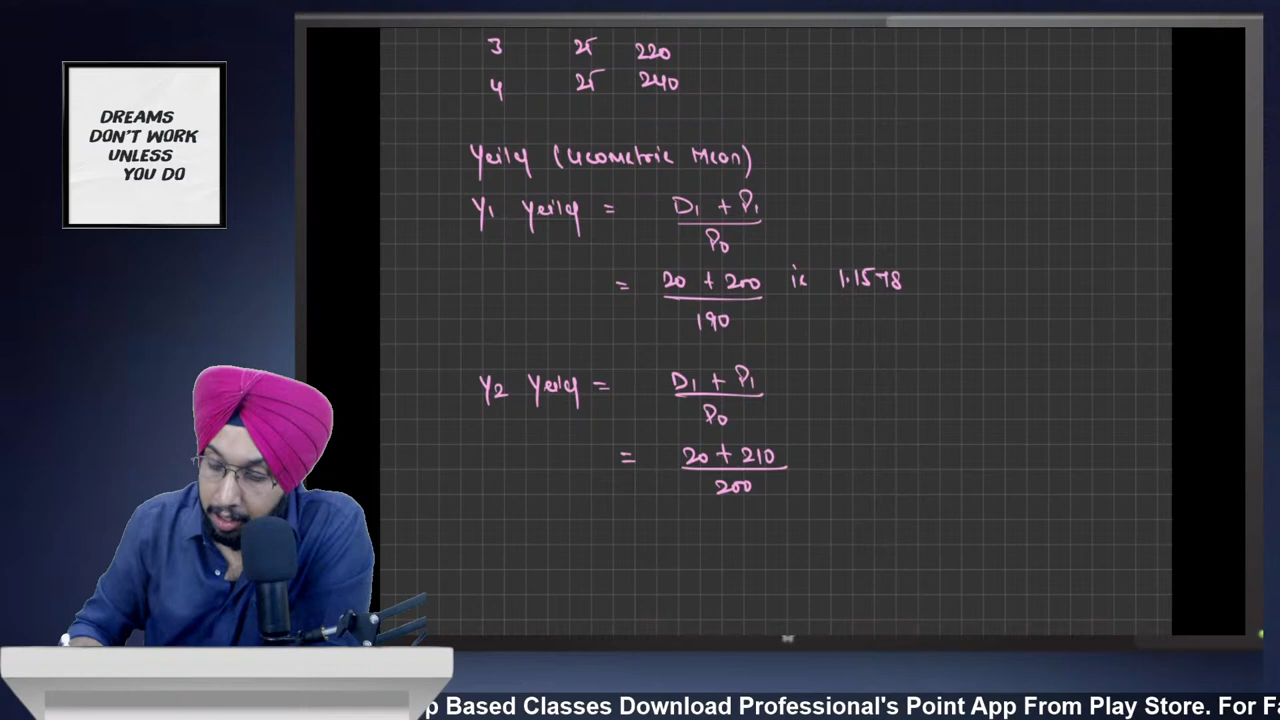 DREAMS
DON'T WORK
UNLESS
YOU DO
3 25 220
4 25 240
Yeild (Geometric Mean)
Y1 Yeild = D1 + P1
P0
= 20 + 200 ie 1.1578
190
Y2 Yeild = D1 + P1
P0
= 20 + 210
200
p Based Classes Download Professional's Point App From Play Store. For Fa